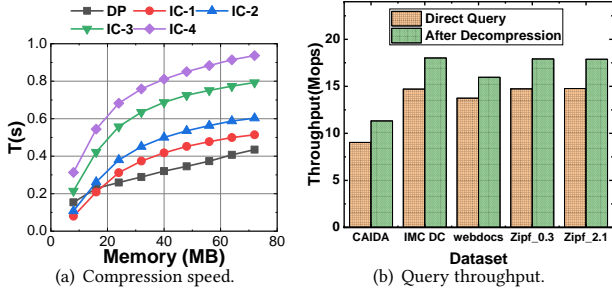 DP IC-1 IC-2
IC-3 IC-4
1.0
0.8
0.6
0.4
0.2
0.0
T(s)
0 20 40 60 80
Memory (MB)
(a) Compression speed.
Direct Query
After Decompression
20
15
10
5
0
Throughput(Mops)
CAIDA IMC DC webdocs Zipf_0.3 Zipf_2.1
Dataset
(b) Query throughput.